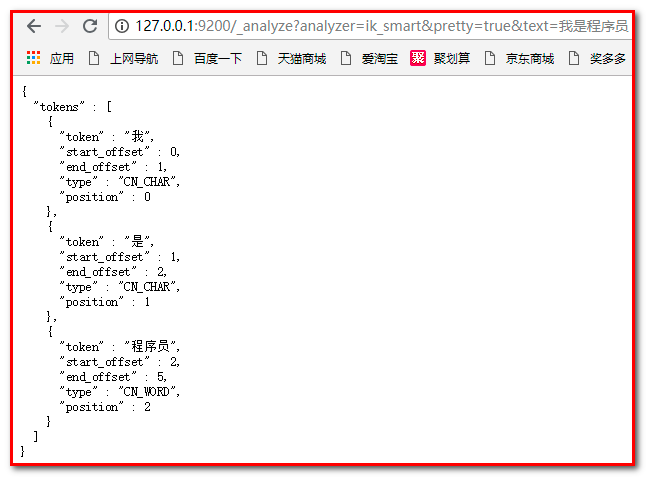 127.0.0.1:9200/_analyze?analyzer=ik_smart&pretty=true&text=我是程序员
应用 上网导航 百度一下 天猫商城 爱淘宝 聚 聚划算 京东商城 奖多多
{
  "tokens" : [
    {
      "token" : "我",
      "start_offset" : 0,
      "end_offset" : 1,
      "type" : "CN_CHAR",
      "position" : 0
    },
    {
      "token" : "是",
      "start_offset" : 1,
      "end_offset" : 2,
      "type" : "CN_CHAR",
      "position" : 1
    },
    {
      "token" : "程序员",
      "start_offset" : 2,
      "end_offset" : 5,
      "type" : "CN_WORD",
      "position" : 2
    }
  ]
}